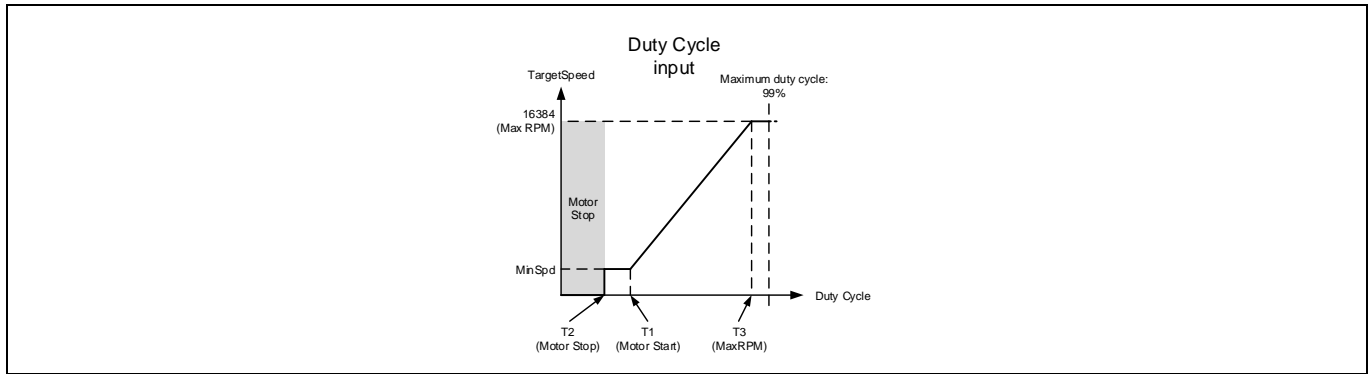 Duty Cycle
input
TargetSpeed
Maximum duty cycle:
99%
16384
(Max RPM)
Motor
Stop
MinSpd
Duty Cycle
T2
(Motor Stop)
T1
(Motor Start)
T3
(MaxRPM)